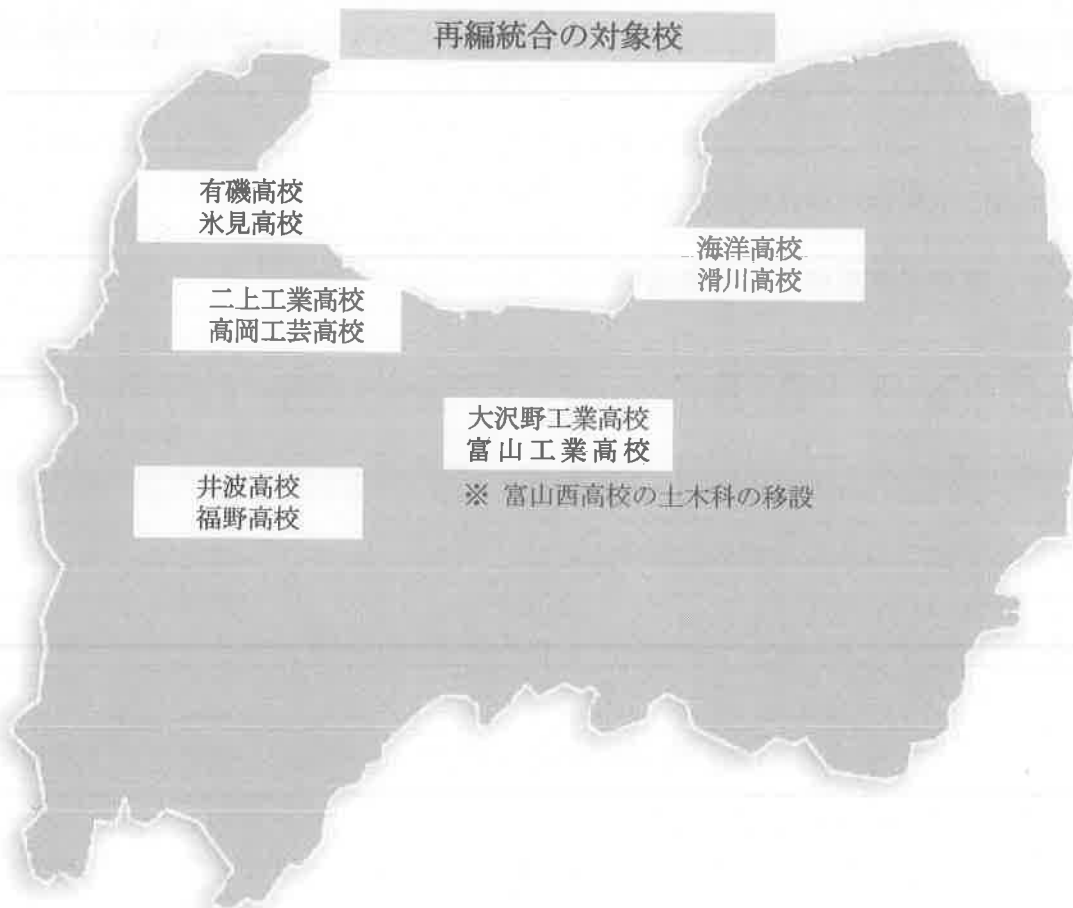 再編統合の対象校
有磯高校
氷見高校
海洋高校
滑川高校
二上工業高校
高岡工芸高校
大沢野工業高校
富山工業高校
※ 富山西高校の土木科の移設
井波高校
福野高校